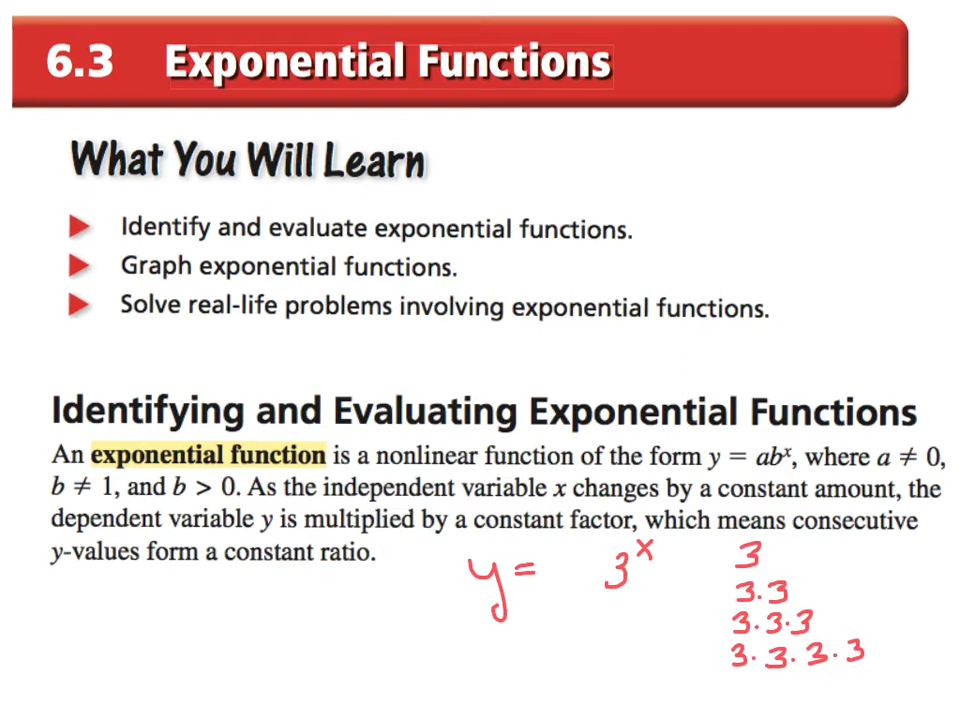 6.3 Exponential Functions
What You Will Learn
Identify and evaluate exponential functions.
Graph exponential functions.
Solve real-life problems involving exponential functions.
Identifying and Evaluating Exponential Functions
An exponential function is a nonlinear function of the form y = abˣ, where a ≠ 0,
b ≠ 1, and b > 0. As the independent variable x changes by a constant amount, the
dependent variable y is multiplied by a constant factor, which means consecutive
y-values form a constant ratio.
y = 3ˣ
3
3·3
3·3·3
3·3·3·3